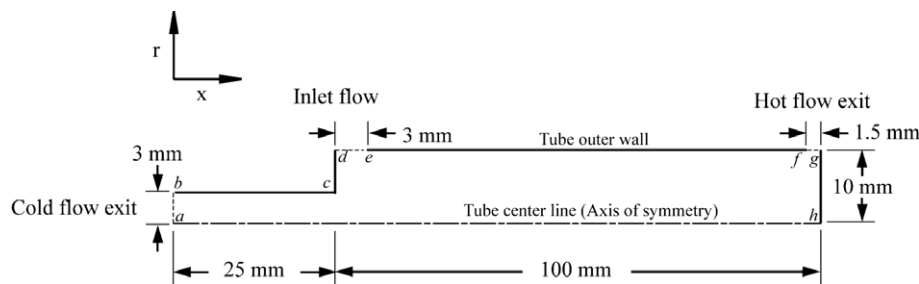 r
x
Inlet flow
Hot flow exit
3 mm
Tube outer wall
1.5 mm
3 mm
d
e
f
g
b
c
10 mm
Cold flow exit
a
Tube center line (Axis of symmetry)
h
25 mm
100 mm